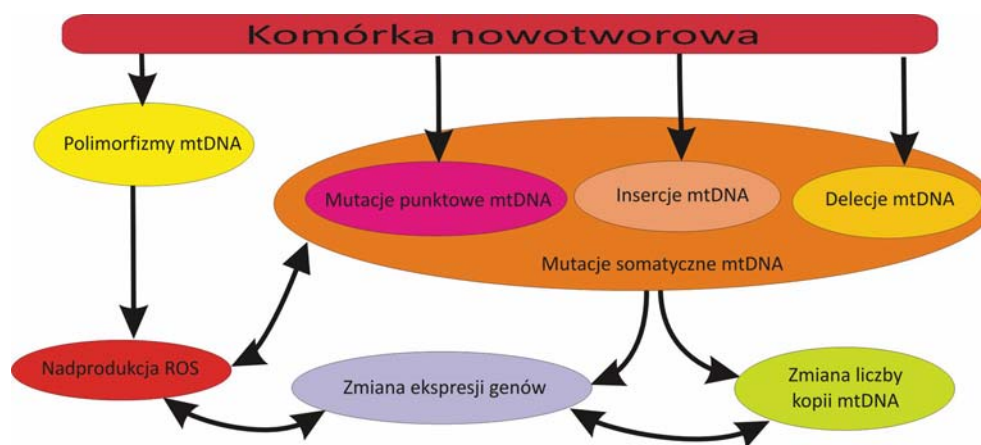 Komórka nowotworowa
Polimorfizmy mtDNA
Mutacje punktowe mtDNA
Insercje mtDNA
Delecje mtDNA
Mutacje somatyczne mtDNA
Nadprodukcja ROS
Zmiana ekspresji genów
Zmiana liczby
kopii mtDNA